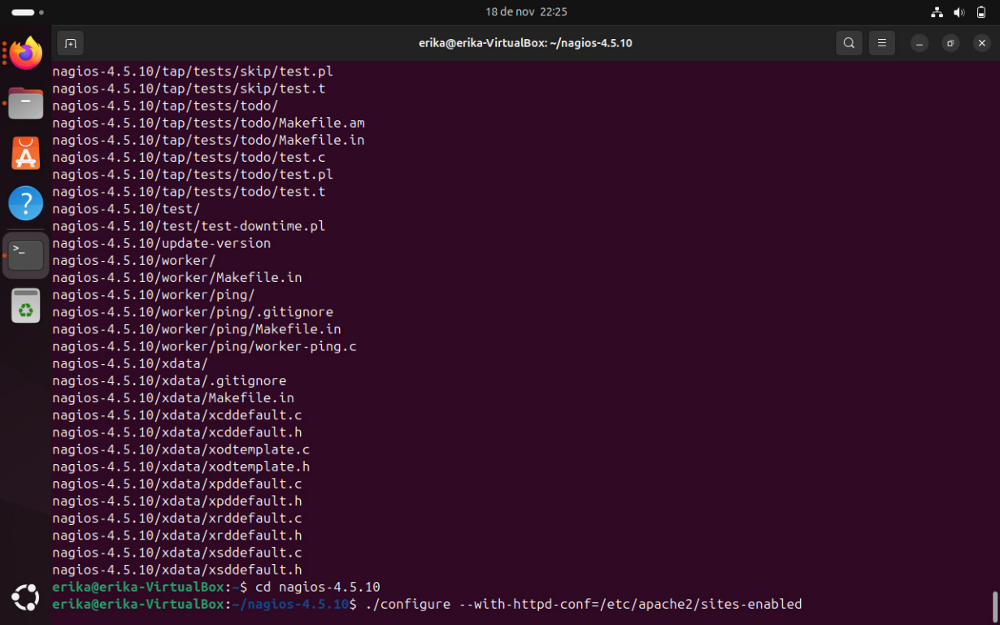 18 de nov 22:25
erika@erika-VirtualBox: ~/nagios-4.5.10
nagios-4.5.10/tap/tests/skip/test.pl
nagios-4.5.10/tap/tests/skip/test.t
nagios-4.5.10/tap/tests/todo/
nagios-4.5.10/tap/tests/todo/Makefile.am
nagios-4.5.10/tap/tests/todo/Makefile.in
nagios-4.5.10/tap/tests/todo/test.c
nagios-4.5.10/tap/tests/todo/test.pl
nagios-4.5.10/tap/tests/todo/test.t
nagios-4.5.10/test/
nagios-4.5.10/test/test-downtime.pl
nagios-4.5.10/update-version
nagios-4.5.10/worker/
nagios-4.5.10/worker/Makefile.in
nagios-4.5.10/worker/ping/
nagios-4.5.10/worker/ping/.gitignore
nagios-4.5.10/worker/ping/Makefile.in
nagios-4.5.10/worker/ping/worker-ping.c
nagios-4.5.10/xdata/
nagios-4.5.10/xdata/.gitignore
nagios-4.5.10/xdata/Makefile.in
nagios-4.5.10/xdata/xcddefault.c
nagios-4.5.10/xdata/xcddefault.h
nagios-4.5.10/xdata/xodtemplate.c
nagios-4.5.10/xdata/xodtemplate.h
nagios-4.5.10/xdata/xpddefault.c
nagios-4.5.10/xdata/xpddefault.h
nagios-4.5.10/xdata/xrddefault.c
nagios-4.5.10/xdata/xrddefault.h
nagios-4.5.10/xdata/xsddefault.c
nagios-4.5.10/xdata/xsddefault.h
erika@erika-VirtualBox:~$ cd nagios-4.5.10
erika@erika-VirtualBox:~/nagios-4.5.10$ ./configure --with-httpd-conf=/etc/apache2/sites-enabled